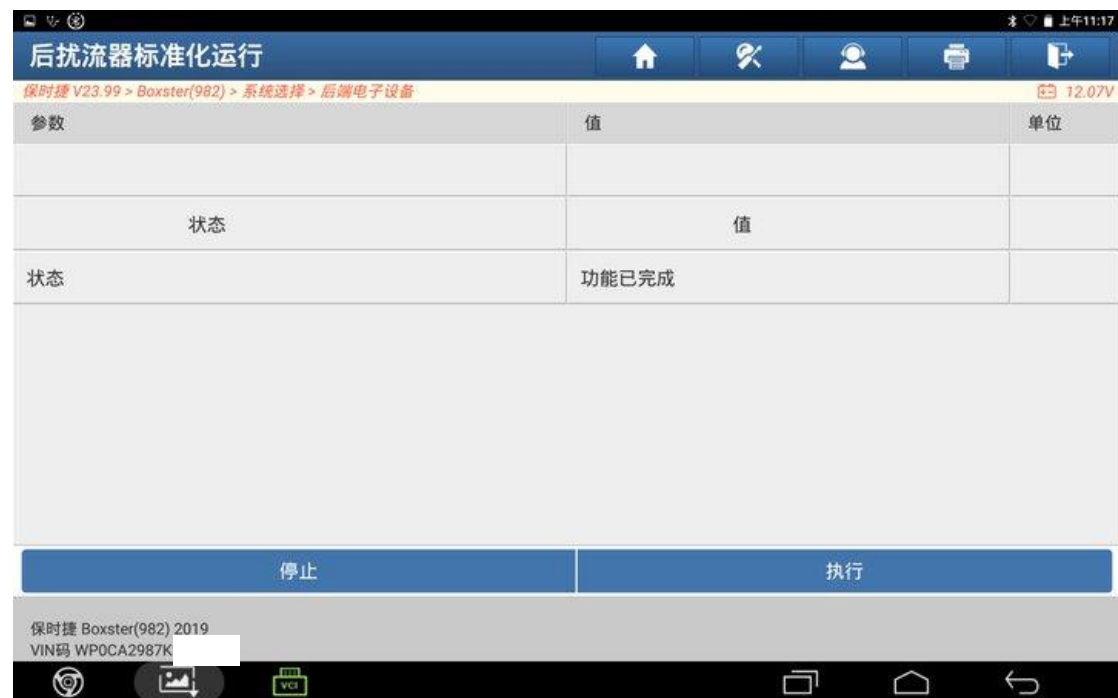 上午11:17
后扰流器标准化运行
保时捷 V23.99 > Boxster(982) > 系统选择 > 后端电子设备
12.07V
参数 值 单位
状态 值
状态 功能已完成
停止 执行
保时捷 Boxster(982) 2019
VIN码 WP0CA2987K
VCI